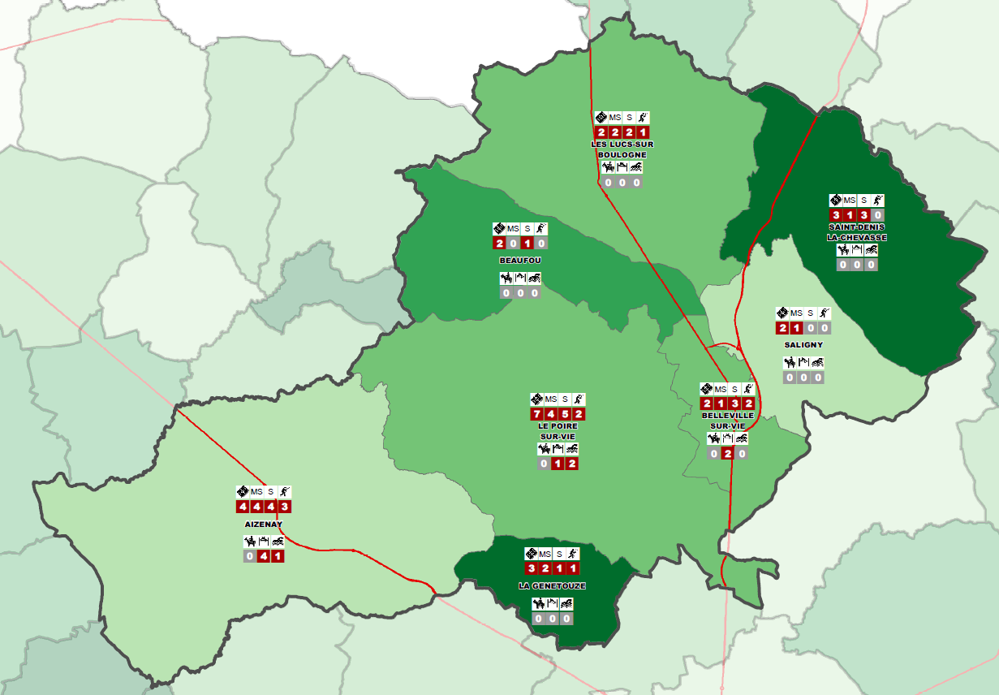 MS S
2 2 2 1
LES LUCS-SUR
BOULOGNE
0 0 0
MS S
3 1 3 0
SAINT-DENIS
LA-CHEVASSE
0 0 0
MS S
2 0 1 0
BEAUFOU
0 0 0
MS S
2 1 0 0
SALIGNY
0 0 0
MS S
7 4 5 2
LE POIRE
SUR-VIE
0 1 2
MS S
2 1 3 2
BELLEVILLE
SUR-VIE
0 2 0
MS S
4 4 4 3
AIZENAY
0 4 1
MS S
3 2 1 1
LA GENETOUZE
0 0 0